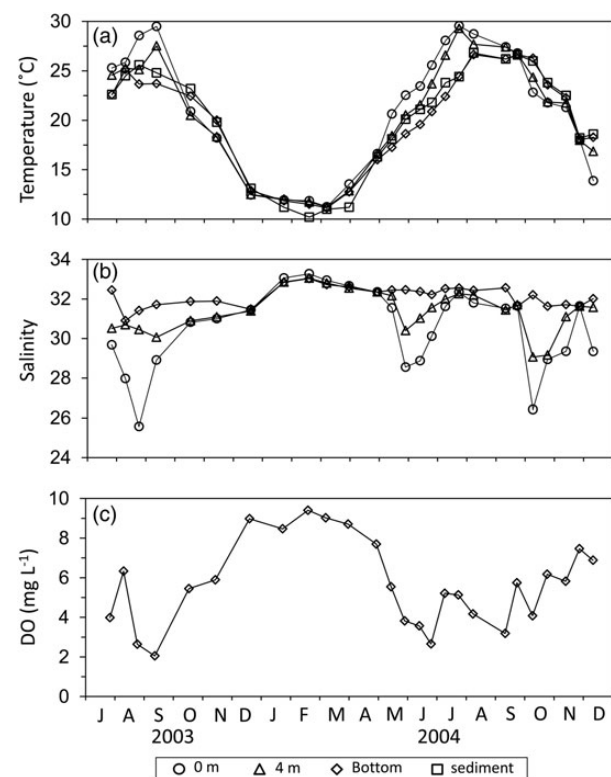 (a)
Temperature (˚C)
30
25
20
15
10
(b)
Salinity
34
32
30
28
26
24
(c)
DO (mg L-1)
10
8
6
4
2
0
J A S O N D J F M A M J J A S O N D
2003 2004
0 m 4 m Bottom sediment